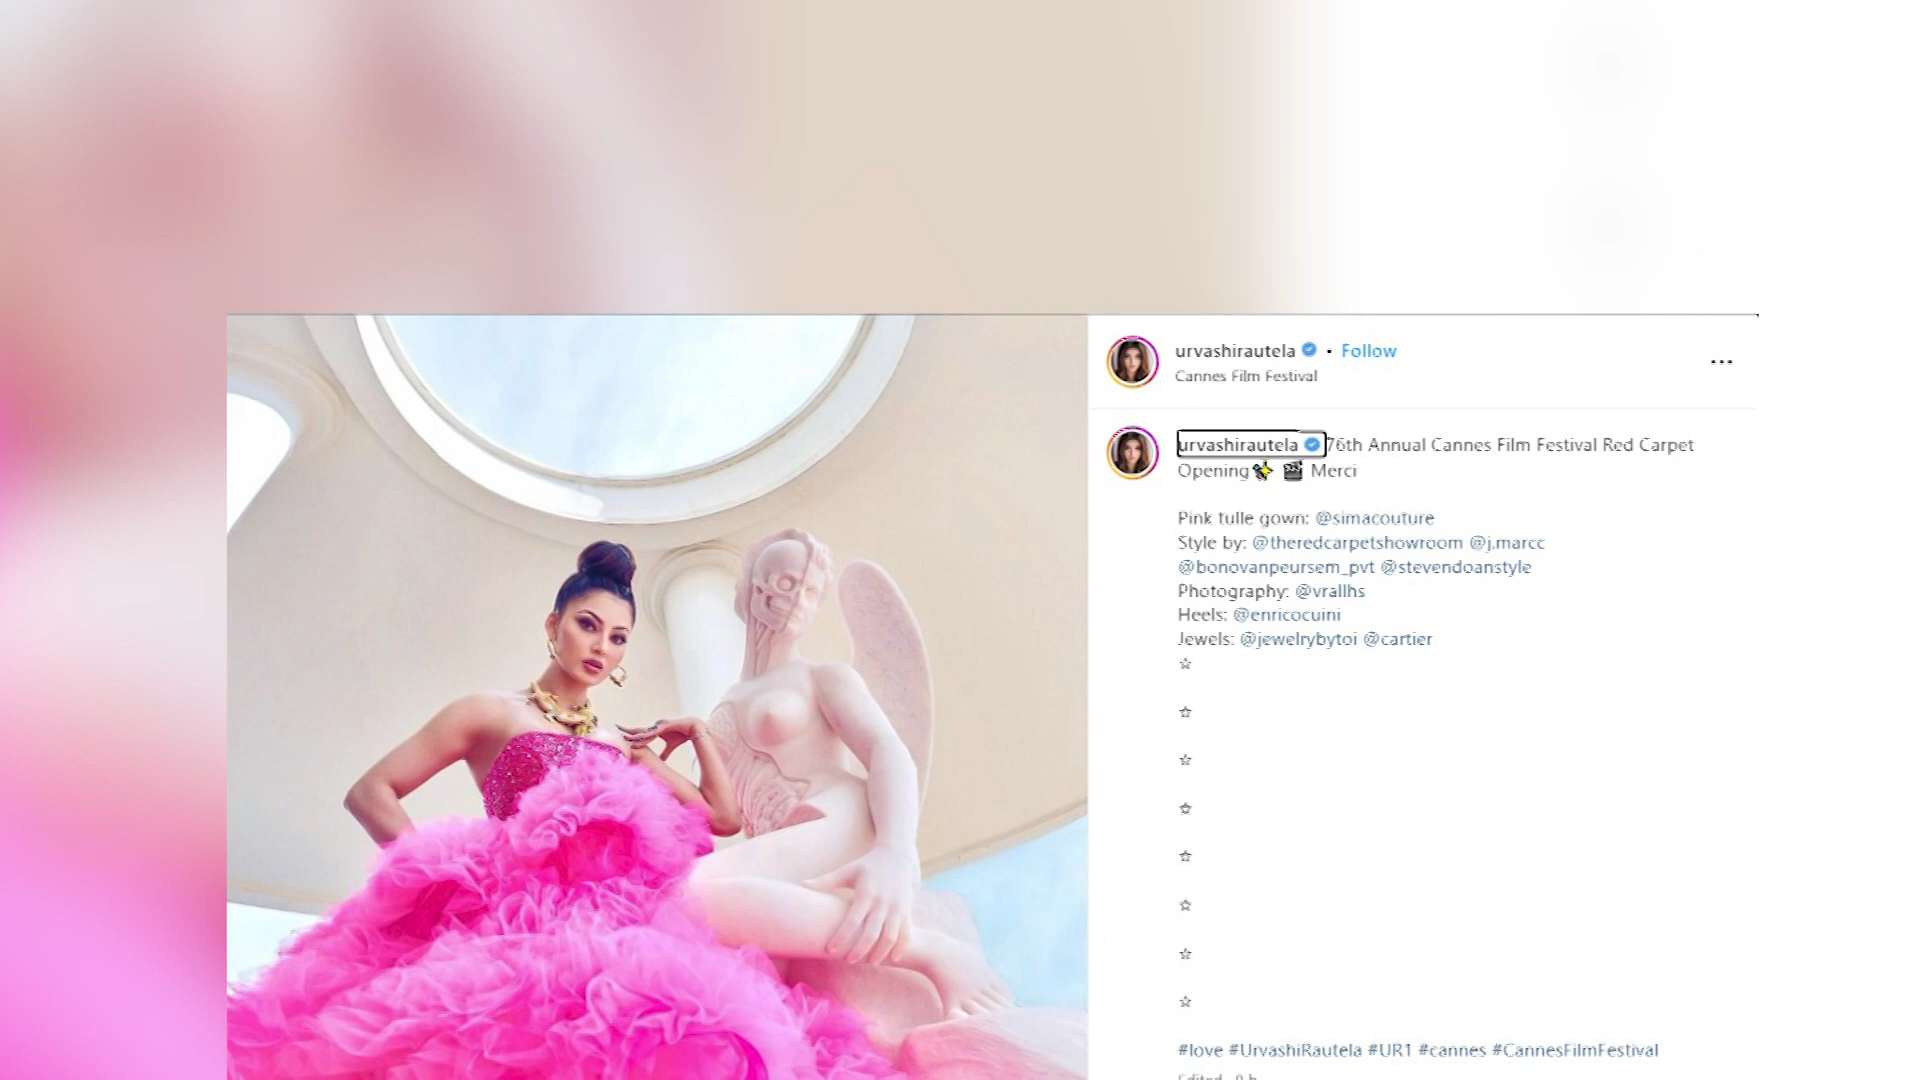 urvashirautela • Follow
Cannes Film Festival
urvashirautela 76th Annual Cannes Film Festival Red Carpet
Opening✨ 🎬 Merci
Pink tulle gown: @simacouture
Style by: @theredcarpetshowroom @j.marcc
@bonovanpeursem_pvt @stevendoanstyle
Photography: @vrallhs
Heels: @enricocuini
Jewels: @jewelrybytoi @cartier
☆
☆
☆
☆
☆
☆
☆
☆
#love #UrvashiRautela #UR1 #cannes #CannesFilmFestival
Edited